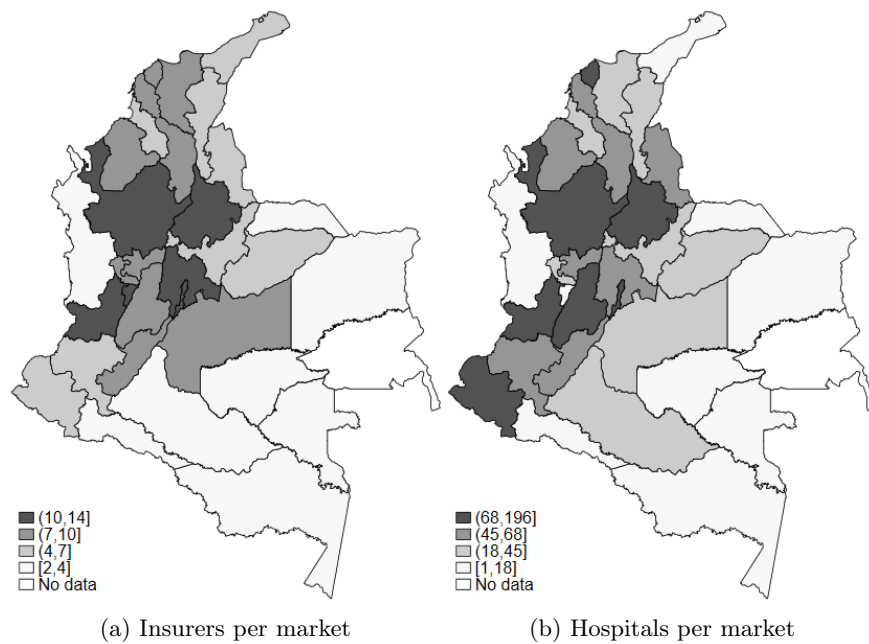 (10,14]
(7,10]
(4,7]
[2,4]
No data
(a) Insurers per market
(68,196]
(45,68]
(18,45]
[1,18]
No data
(b) Hospitals per market